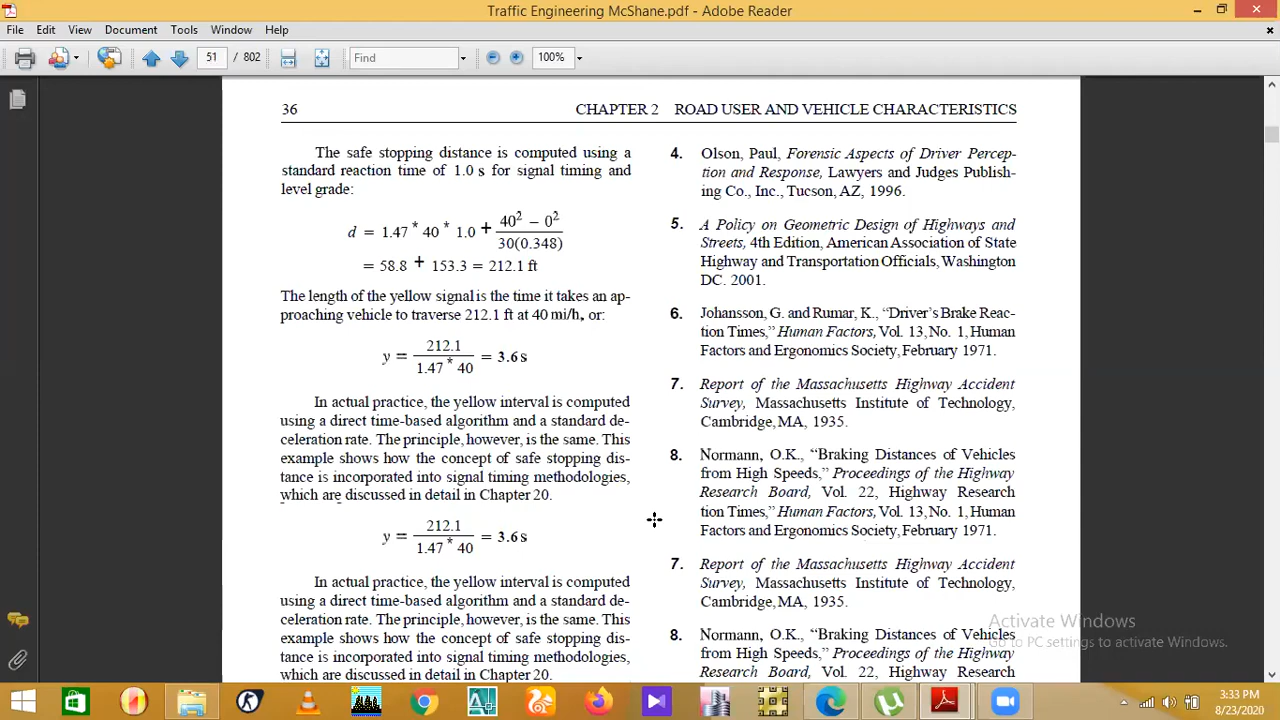 Traffic Engineering McShane.pdf - Adobe Reader
File Edit View Document Tools Window Help
51 / 802 Find 100%
36 CHAPTER 2 ROAD USER AND VEHICLE CHARACTERISTICS
The safe stopping distance is computed using a
standard reaction time of 1.0 s for signal timing and
level grade:
d = 1.47 * 40 * 1.0 + (40² − 0²) / 30(0.348)
= 58.8 + 153.3 = 212.1 ft
The length of the yellow signal is the time it takes an ap-
proaching vehicle to traverse 212.1 ft at 40 mi/h, or:
y = 212.1 / (1.47 * 40) = 3.6 s
In actual practice, the yellow interval is computed
using a direct time-based algorithm and a standard de-
celeration rate. The principle, however, is the same. This
example shows how the concept of safe stopping dis-
tance is incorporated into signal timing methodologies,
which are discussed in detail in Chapter 20.
y = 212.1 / (1.47 * 40) = 3.6 s
In actual practice, the yellow interval is computed
using a direct time-based algorithm and a standard de-
celeration rate. The principle, however, is the same. This
example shows how the concept of safe stopping dis-
tance is incorporated into signal timing methodologies,
which are discussed in detail in Chapter 20.
4. Olson, Paul, Forensic Aspects of Driver Percep-
tion and Response, Lawyers and Judges Publish-
ing Co., Inc., Tucson, AZ, 1996.
5. A Policy on Geometric Design of Highways and
Streets, 4th Edition, American Association of State
Highway and Transportation Officials, Washington
DC. 2001.
6. Johansson, G. and Rumar, K., “Driver’s Brake Reac-
tion Times,” Human Factors, Vol. 13, No. 1, Human
Factors and Ergonomics Society, February 1971.
7. Report of the Massachusetts Highway Accident
Survey, Massachusetts Institute of Technology,
Cambridge, MA, 1935.
8. Normann, O.K., “Braking Distances of Vehicles
from High Speeds,” Proceedings of the Highway
Research Board, Vol. 22, Highway Research
tion Times,” Human Factors, Vol. 13, No. 1, Human
Factors and Ergonomics Society, February 1971.
7. Report of the Massachusetts Highway Accident
Survey, Massachusetts Institute of Technology,
Cambridge, MA, 1935.
8. Normann, O.K., “Braking Distances of Vehicles
from High Speeds,” Proceedings of the Highway
Research Board, Vol. 22, Highway Research
Activate Windows
Go to PC settings to activate Windows.
3:33 PM
8/23/2020